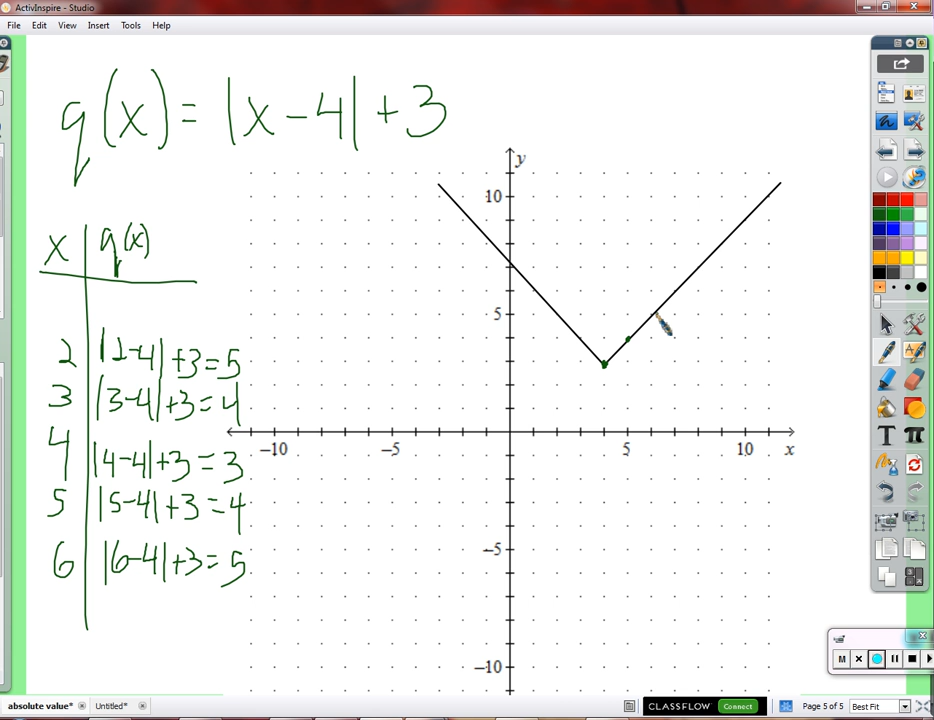 ActivInspire - Studio
File Edit View Insert Tools Help
q(x) = |x-4| +3
x q(x)
2 |2-4| +3 = 5
3 |3-4| +3 = 4
4 |4-4| +3 = 3
5 |5-4| +3 = 4
6 |6-4| +3 = 5
y
10
5
−10 −5 5 10 x
−5
−10
T π
M
absolute value* Untitled* CLASSFLOW Connect Page 5 of 5 Best Fit